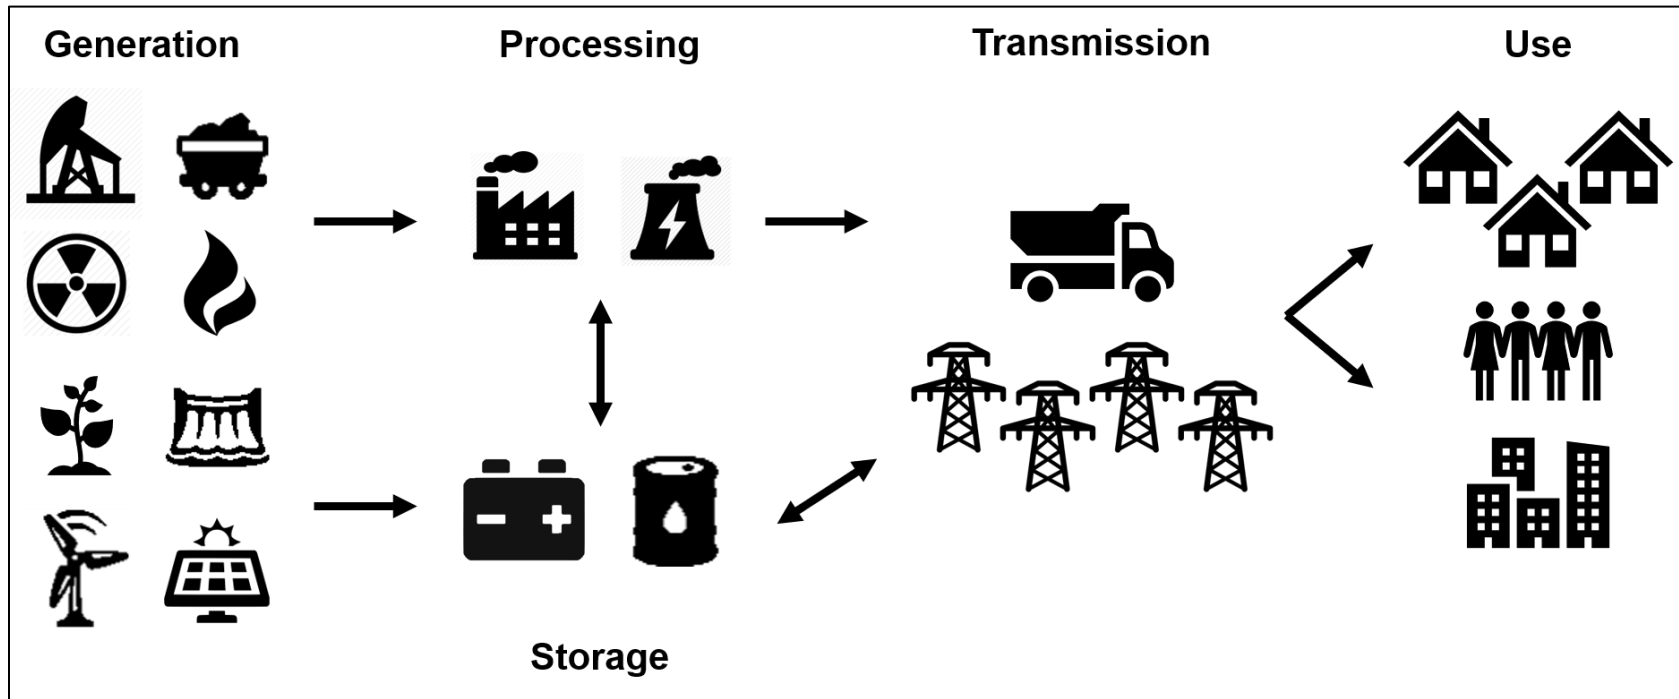 Generation
Processing
Transmission
Use
Storage